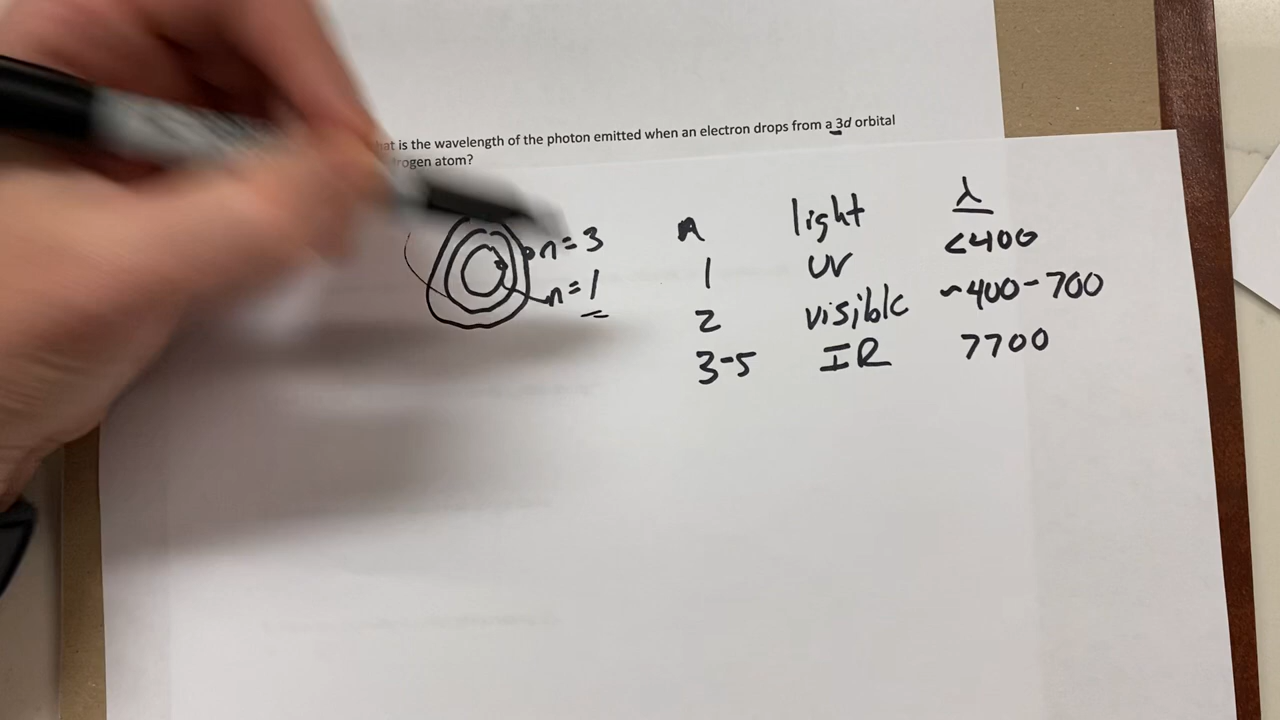 at is the wavelength of the photon emitted when an electron drops from a 3d orbital
rogen atom?
n light λ
n=3 1 UV <400
n=1 2 visible ~400-700
3-5 IR >700